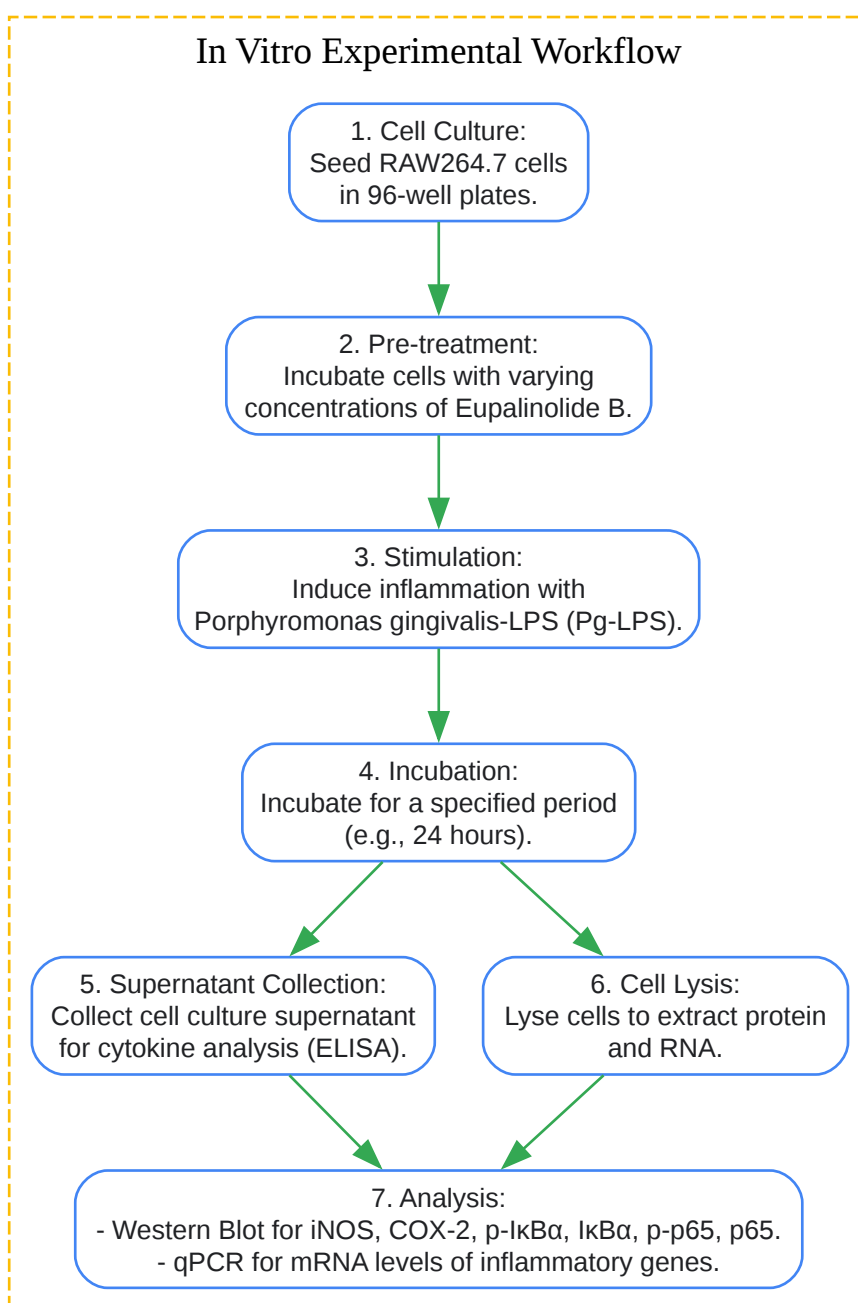 In Vitro Experimental Workflow
1. Cell Culture:
Seed RAW264.7 cells
in 96-well plates.
2. Pre-treatment:
Incubate cells with varying
concentrations of Eupalinolide B.
3. Stimulation:
Induce inflammation with
Porphyromonas gingivalis-LPS (Pg-LPS).
4. Incubation:
Incubate for a specified period
(e.g., 24 hours).
5. Supernatant Collection:
Collect cell culture supernatant
for cytokine analysis (ELISA).
6. Cell Lysis:
Lyse cells to extract protein
and RNA.
7. Analysis:
- Western Blot for iNOS, COX-2, p-IκBα, IκBα, p-p65, p65.
- qPCR for mRNA levels of inflammatory genes.